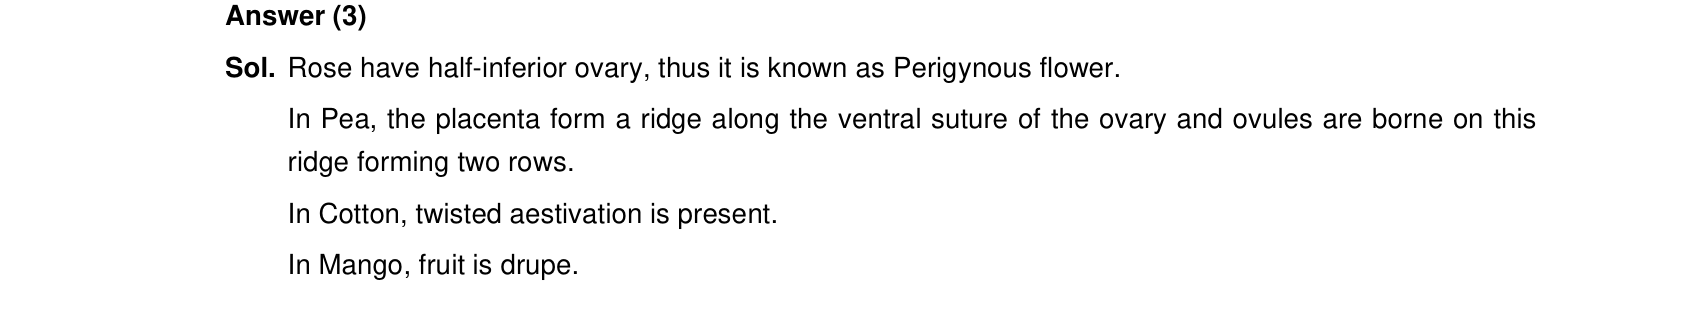 Answer (3)
Sol. Rose have half-inferior ovary, thus it is known as Perigynous flower.
In Pea, the placenta form a ridge along the ventral suture of the ovary and ovules are borne on this
ridge forming two rows.
In Cotton, twisted aestivation is present.
In Mango, fruit is drupe.